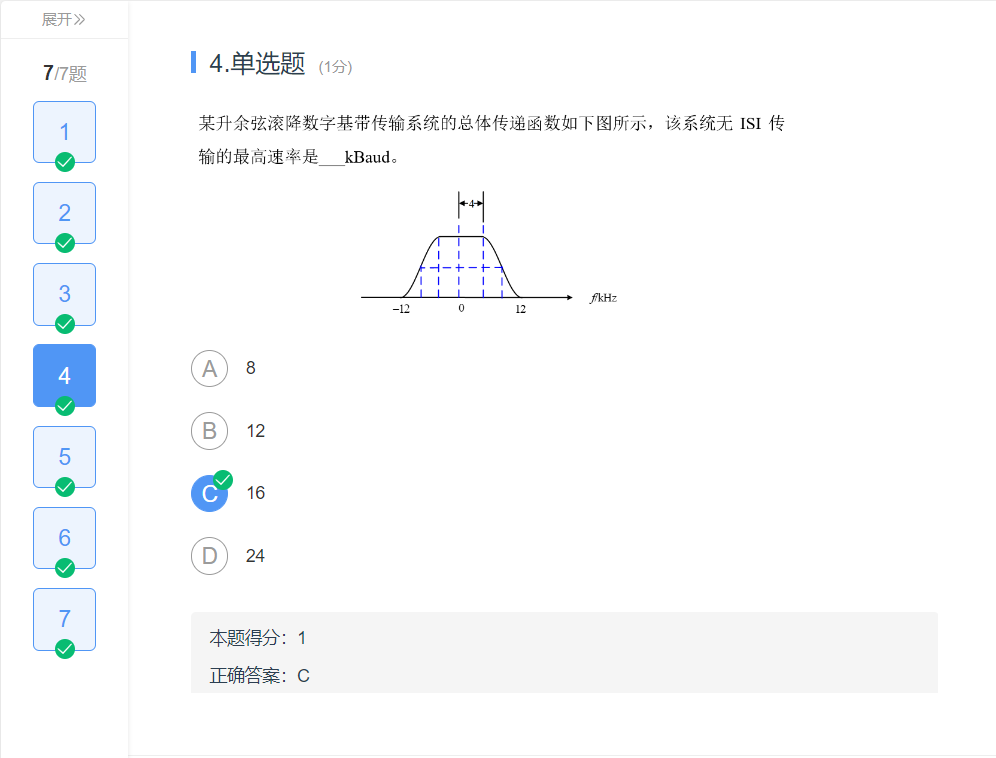 展开
7/7题
1
2
3
4
5
6
7
4.单选题 (1分)
某升余弦滚降数字基带传输系统的总体传递函数如下图所示，该系统无 ISI 传
输的最高速率是___kBaud。
4
-12
0
12
f/kHz
A 8
B 12
C 16
D 24
本题得分：1
正确答案：C